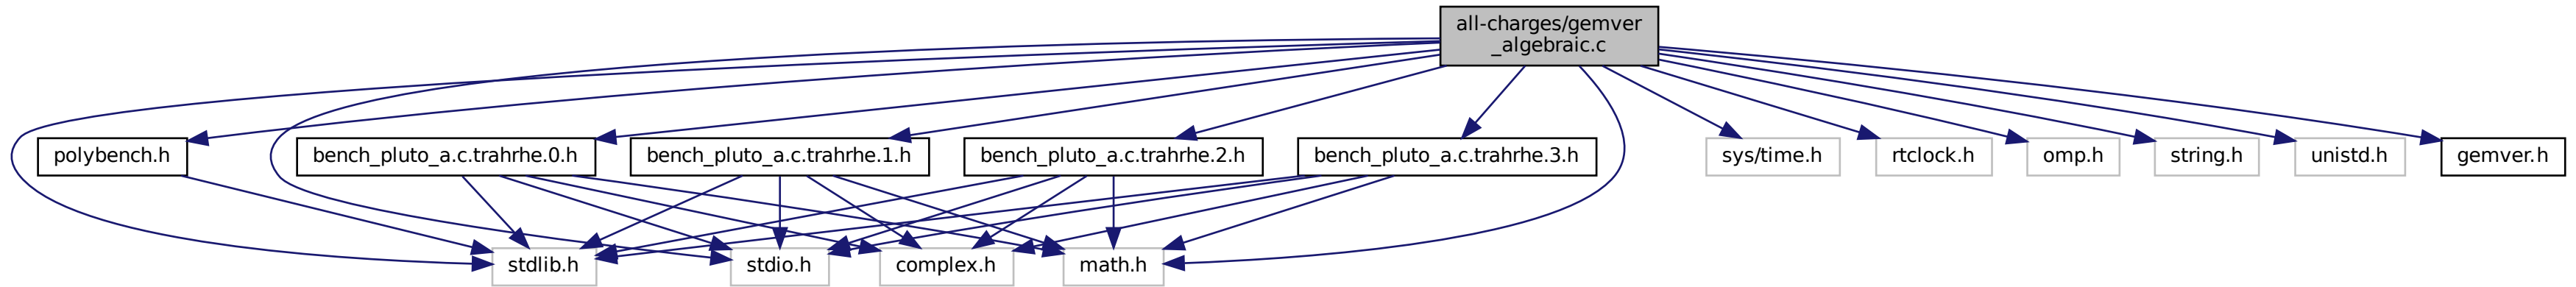 all-charges/gemver
_algebraic.c
polybench.h
bench_pluto_a.c.trahrhe.0.h
bench_pluto_a.c.trahrhe.1.h
bench_pluto_a.c.trahrhe.2.h
bench_pluto_a.c.trahrhe.3.h
sys/time.h
rtclock.h
omp.h
string.h
unistd.h
gemver.h
stdlib.h
stdio.h
complex.h
math.h